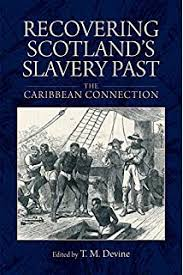 RECOVERING
SCOTLAND'S
SLAVERY PAST
THE
CARIBBEAN CONNECTION
Edited by T. M. Devine